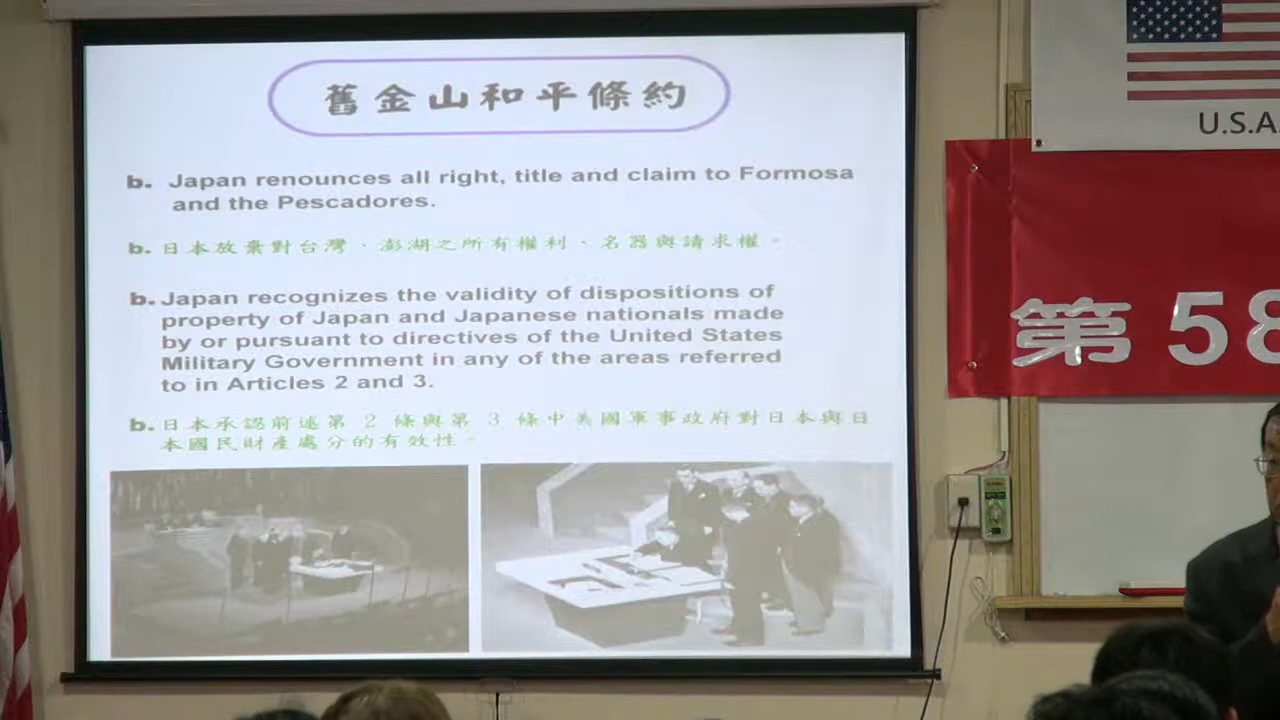 舊金山和平條約
b. Japan renounces all right, title and claim to Formosa
and the Pescadores.
b. 日本放棄對台灣、澎湖之所有權利、名器與請求權。
b. Japan recognizes the validity of dispositions of
property of Japan and Japanese nationals made
by or pursuant to directives of the United States
Military Government in any of the areas referred
to in Articles 2 and 3.
b. 日本承認前述第 2 條與第 3 條中美國軍事政府對日本與日
本國民財產處分的有效性。
U.S.A.
第 58